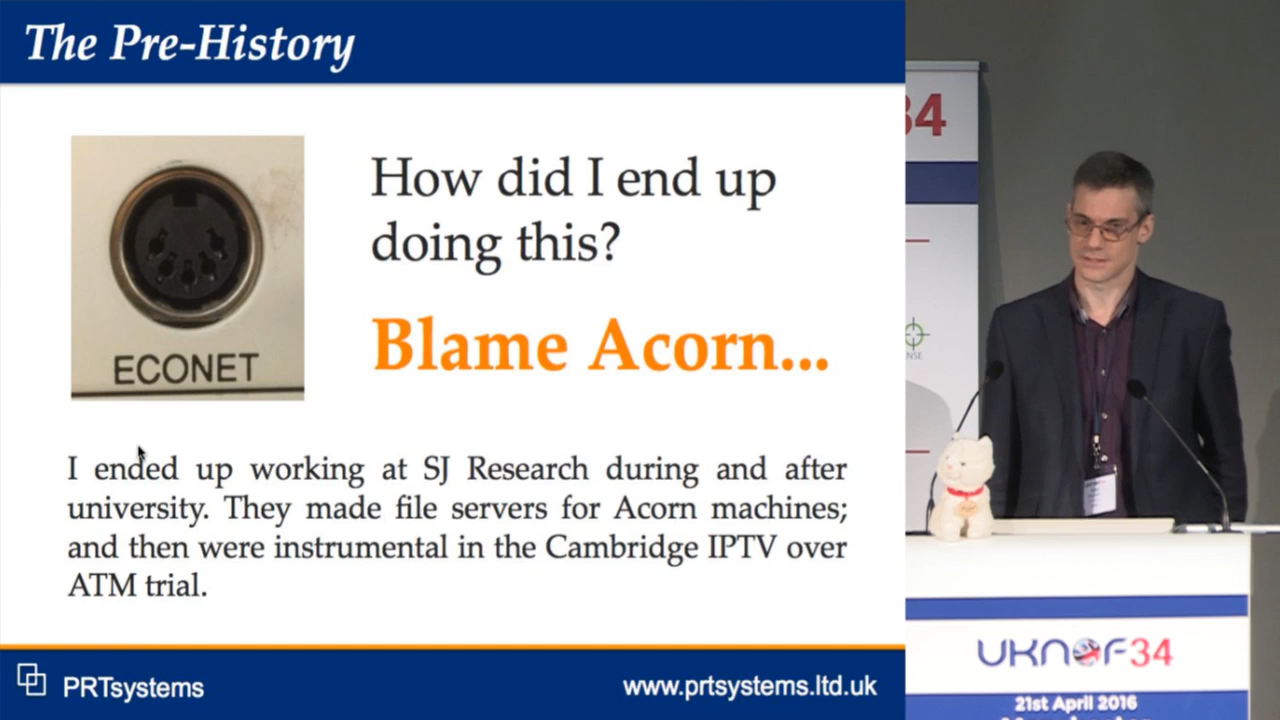 The Pre-History
ECONET
How did I end up
doing this?
Blame Acorn...
I ended up working at SJ Research during and after
university. They made file servers for Acorn machines;
and then were instrumental in the Cambridge IPTV over
ATM trial.
PRTsystems
www.prtsystems.ltd.uk
34
UKNOF34
21st April 2016